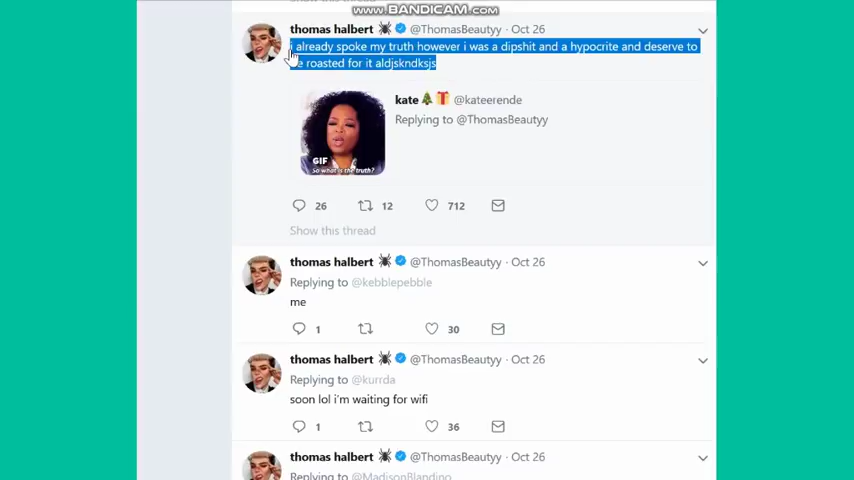 WWW.BANDICAM.COM
thomas halbert @ThomasBeautyy · Oct 26
i already spoke my truth however i was a dipshit and a hypocrite and deserve to
be roasted for it aldjskndksjs
kate @kateerende
Replying to @ThomasBeautyy
GIF
So what is the truth?
26 12 712
Show this thread
thomas halbert @ThomasBeautyy · Oct 26
Replying to @kebblepebble
me
1 30
thomas halbert @ThomasBeautyy · Oct 26
Replying to @kurrda
soon lol i'm waiting for wifi
1 36
thomas halbert @ThomasBeautyy · Oct 26
Replying to @MadisonBlandino